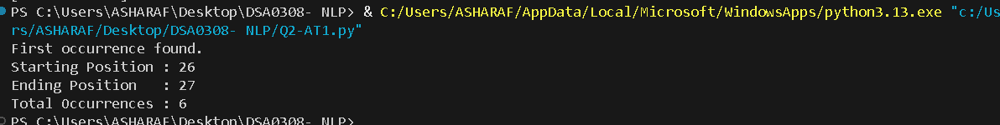 PS C:\Users\ASHARAF\Desktop\DSA0308- NLP> & C:/Users/ASHARAF/AppData/Local/Microsoft/WindowsApps/python3.13.exe "c:/Use
rs/ASHARAF/Desktop/DSA0308- NLP/Q2-AT1.py"
First occurrence found.
Starting Position : 26
Ending Position   : 27
Total Occurrences : 6
PS C:\Users\ASHARAF\Desktop\DSA0308- NLP>